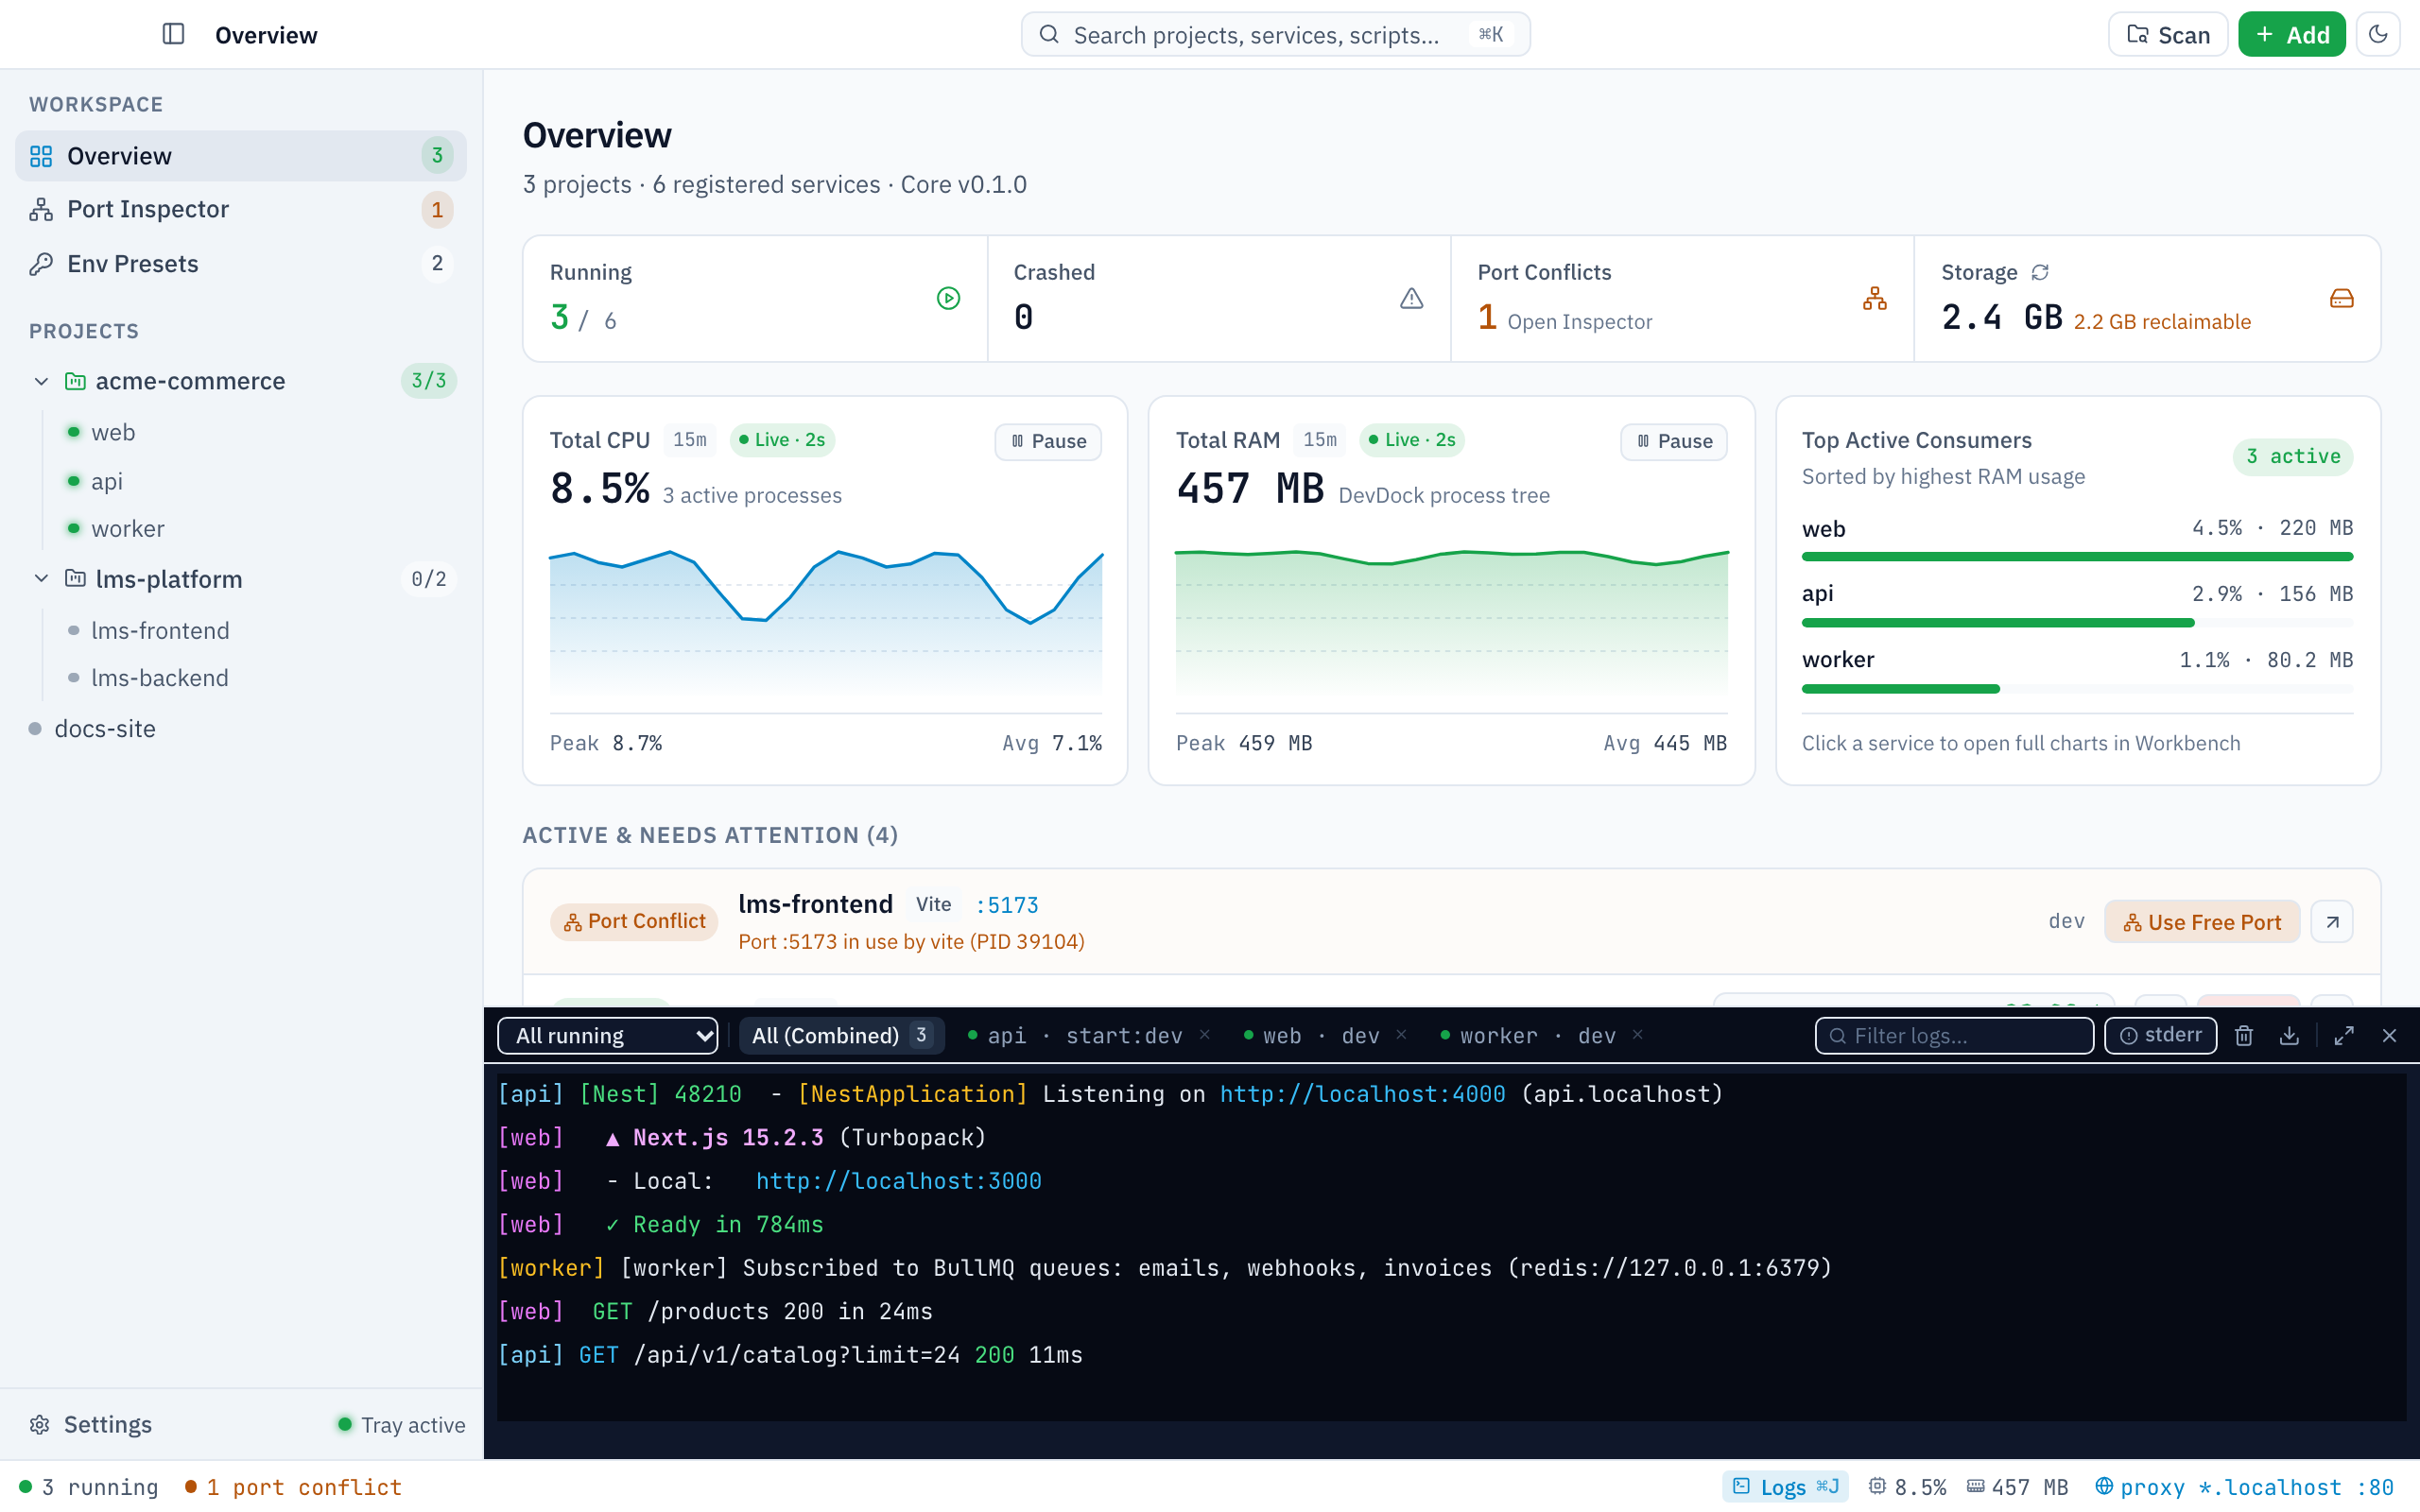 Overview
Search projects, services, scripts... ⌘K
Scan
+ Add
WORKSPACE
Overview 3
Port Inspector 1
Env Presets 2
PROJECTS
acme-commerce 3/3
web
api
worker
lms-platform 0/2
lms-frontend
lms-backend
docs-site
Settings
Tray active
Overview
3 projects · 6 registered services · Core v0.1.0
Running
3 / 6
Crashed
0
Port Conflicts
1 Open Inspector
Storage
2.4 GB 2.2 GB reclaimable
Total CPU 15m Live · 2s Pause
8.5% 3 active processes
Peak 8.7% Avg 7.1%
Total RAM 15m Live · 2s Pause
457 MB DevDock process tree
Peak 459 MB Avg 445 MB
Top Active Consumers
Sorted by highest RAM usage
3 active
web 4.5% · 220 MB
api 2.9% · 156 MB
worker 1.1% · 80.2 MB
Click a service to open full charts in Workbench
ACTIVE & NEEDS ATTENTION (4)
Port Conflict
lms-frontend Vite :5173
Port :5173 in use by vite (PID 39104)
dev
Use Free Port
All running
All (Combined) 3
api · start:dev ×
web · dev ×
worker · dev ×
Filter logs...
stderr
[api] [Nest] 48210 - [NestApplication] Listening on http://localhost:4000 (api.localhost)
[web] ▲ Next.js 15.2.3 (Turbopack)
[web] - Local: http://localhost:3000
[web] ✓ Ready in 784ms
[worker] [worker] Subscribed to BullMQ queues: emails, webhooks, invoices (redis://127.0.0.1:6379)
[web] GET /products 200 in 24ms
[api] GET /api/v1/catalog?limit=24 200 11ms
3 running
1 port conflict
Logs ⌘J
8.5%
457 MB
proxy *.localhost :80